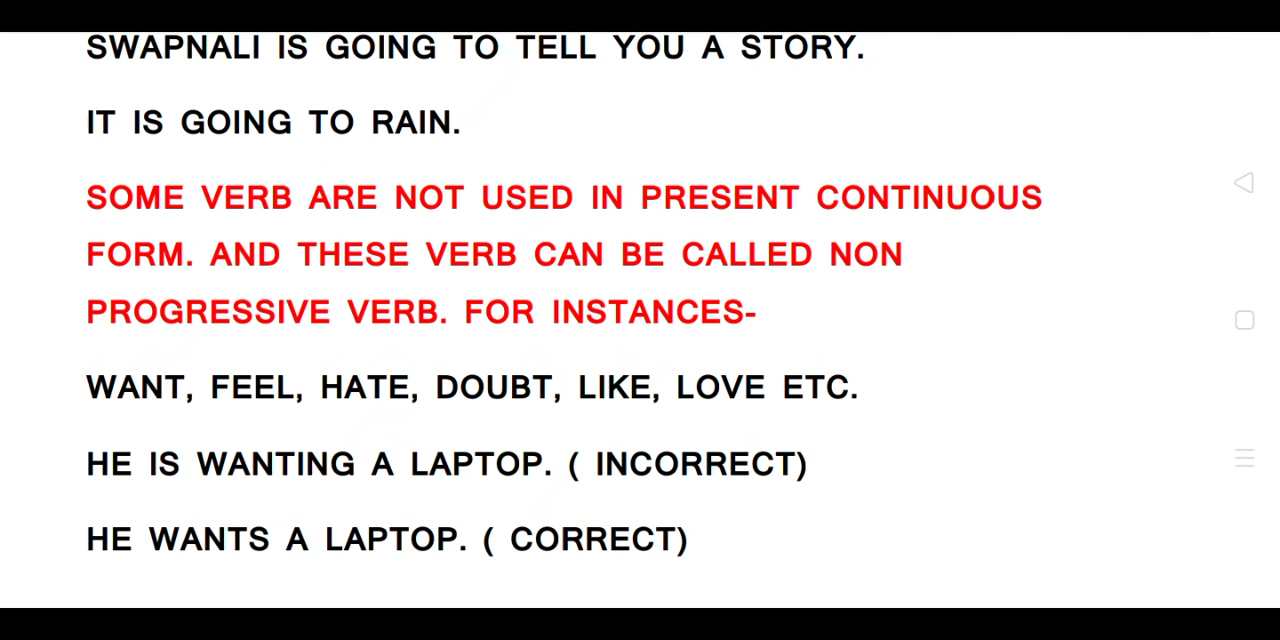 SWAPNALI IS GOING TO TELL YOU A STORY.
IT IS GOING TO RAIN.
SOME VERB ARE NOT USED IN PRESENT CONTINUOUS
FORM. AND THESE VERB CAN BE CALLED NON
PROGRESSIVE VERB. FOR INSTANCES-
WANT, FEEL, HATE, DOUBT, LIKE, LOVE ETC.
HE IS WANTING A LAPTOP. ( INCORRECT)
HE WANTS A LAPTOP. ( CORRECT)